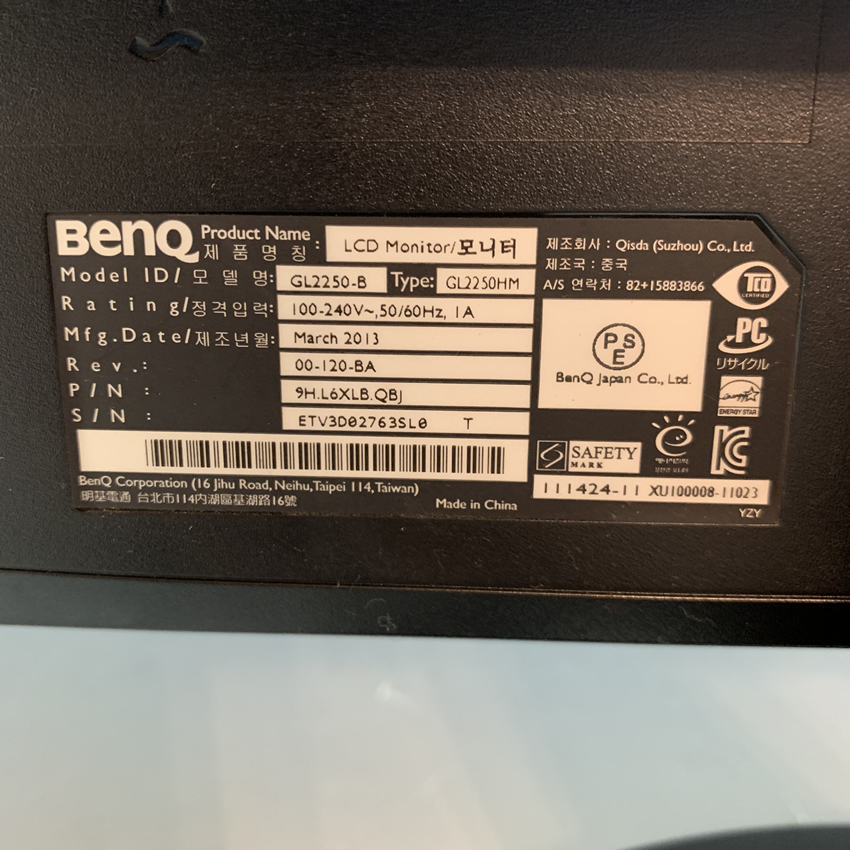 BenQ
Product Name
제 품 명 칭 :
LCD Monitor/모니터
Model ID/ 모 델 명: GL2250-B Type: GL2250HM
Rating/정격입력: 100-240V~,50/60Hz, 1A
Mfg.Date/제조년월: March 2013
Rev.: 00-120-BA
P/N : 9H.L6XLB.QBJ
S/N : ETV3D02763SL0 T
BenQ Corporation (16 Jihu Road, Neihu,Taipei 114,Taiwan)
明基電通 台北市114內湖區基湖路16號
Made in China
제조회사 : Qisda (Suzhou) Co., Ltd.
제조국 : 중국
A/S 연락처 : 82+15883866
TCO
CERTIFIED
PS
E
BenQ Japan Co., Ltd.
PC
リサイクル
ENERGY STAR
SAFETY
MARK
111424-11 XU100008-11023
YZY